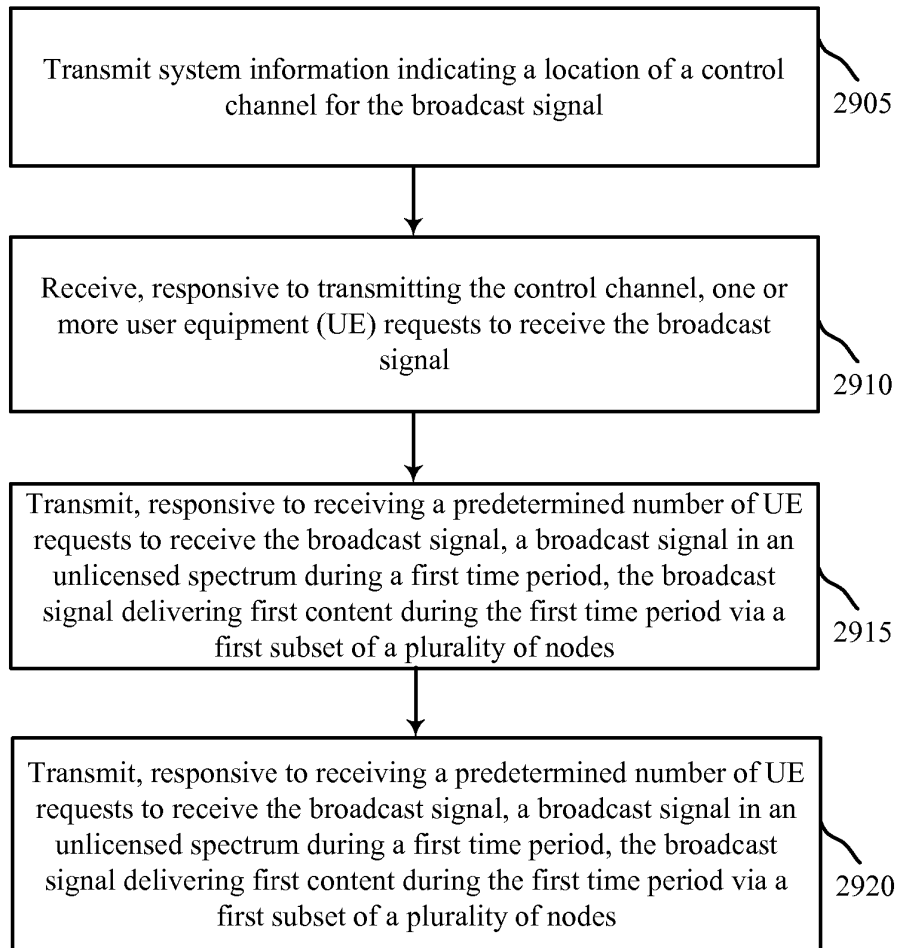 Transmit system information indicating a location of a control
channel for the broadcast signal
2905
Receive, responsive to transmitting the control channel, one or
more user equipment (UE) requests to receive the broadcast
signal
2910
Transmit, responsive to receiving a predetermined number of UE
requests to receive the broadcast signal, a broadcast signal in an
unlicensed spectrum during a first time period, the broadcast
signal delivering first content during the first time period via a
first subset of a plurality of nodes
2915
Transmit, responsive to receiving a predetermined number of UE
requests to receive the broadcast signal, a broadcast signal in an
unlicensed spectrum during a first time period, the broadcast
signal delivering first content during the first time period via a
first subset of a plurality of nodes
2920